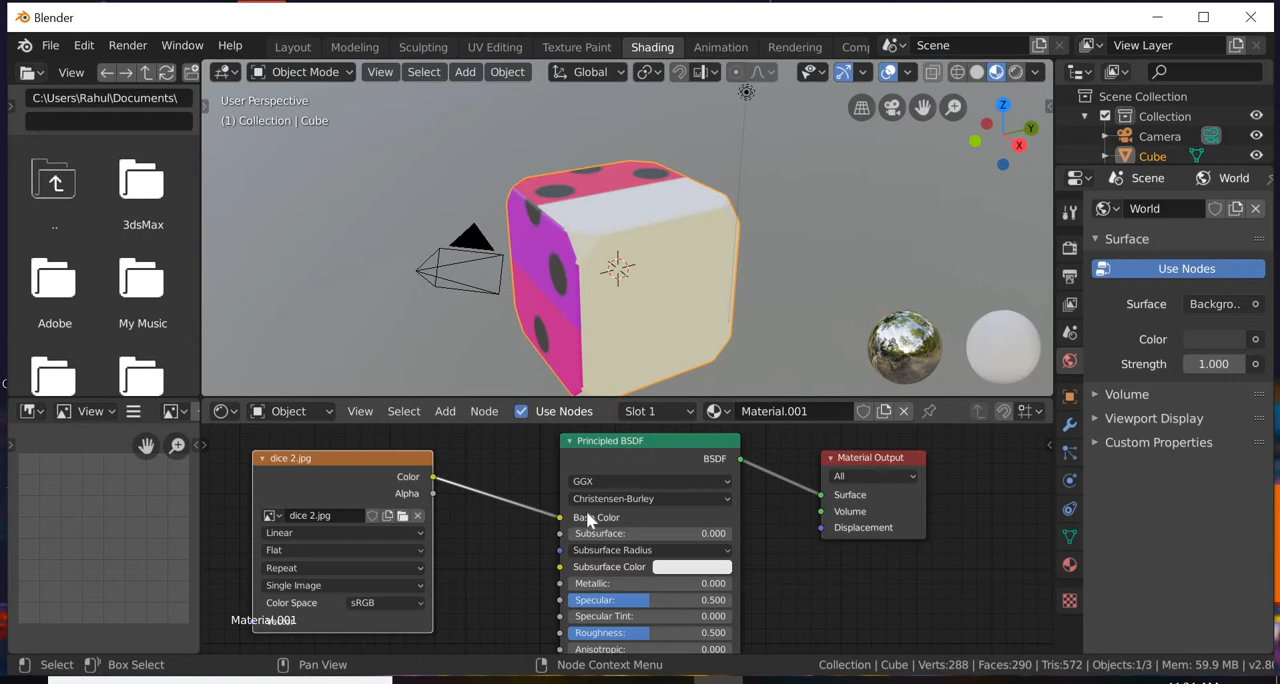 Blender
File Edit Render Window Help Layout Modeling Sculpting UV Editing Texture Paint Shading Animation Rendering Comp Scene View Layer
View Object Mode View Select Add Object Global
C:\Users\Rahul\Documents\
User Perspective
(1) Collection | Cube
Z
Y
X
Scene Collection
Collection
Camera
Cube
Scene World
World
Surface
Use Nodes
Surface Backgro..
Color
Strength 1.000
Volume
Viewport Display
Custom Properties
.. 3dsMax
Adobe My Music
View Object View Select Add Node Use Nodes Slot 1 Material.001
dice 2.jpg
Color
Alpha
dice 2.jpg
Linear
Flat
Repeat
Single Image
Color Space sRGB
Material.001
Principled BSDF
BSDF
GGX
Christensen-Burley
Base Color
Subsurface: 0.000
Subsurface Radius
Subsurface Color
Metallic: 0.000
Specular: 0.500
Specular Tint: 0.000
Roughness: 0.500
Anisotropic: 0.000
Material Output
All
Surface
Volume
Displacement
Select Box Select Pan View Node Context Menu Collection | Cube | Verts:288 | Faces:290 | Tris:572 | Objects:1/3 | Mem: 59.9 MB | v2.80